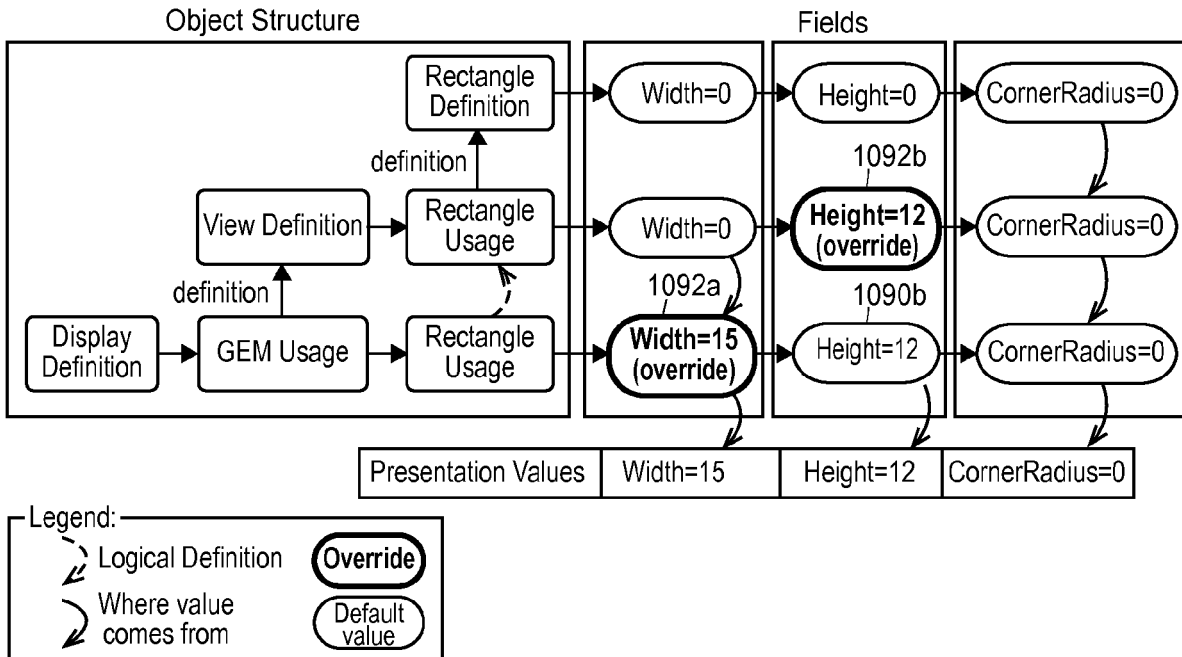 Object Structure
Fields
Rectangle
Definition
Width=0
Height=0
CornerRadius=0
definition
1092b
View Definition
Rectangle
Usage
Width=0
Height=12
(override)
CornerRadius=0
definition
1092a
1090b
Display
Definition
GEM Usage
Rectangle
Usage
Width=15
(override)
Height=12
CornerRadius=0
Presentation Values
Width=15
Height=12
CornerRadius=0
Legend:
Logical Definition
Override
Where value
comes from
Default
value